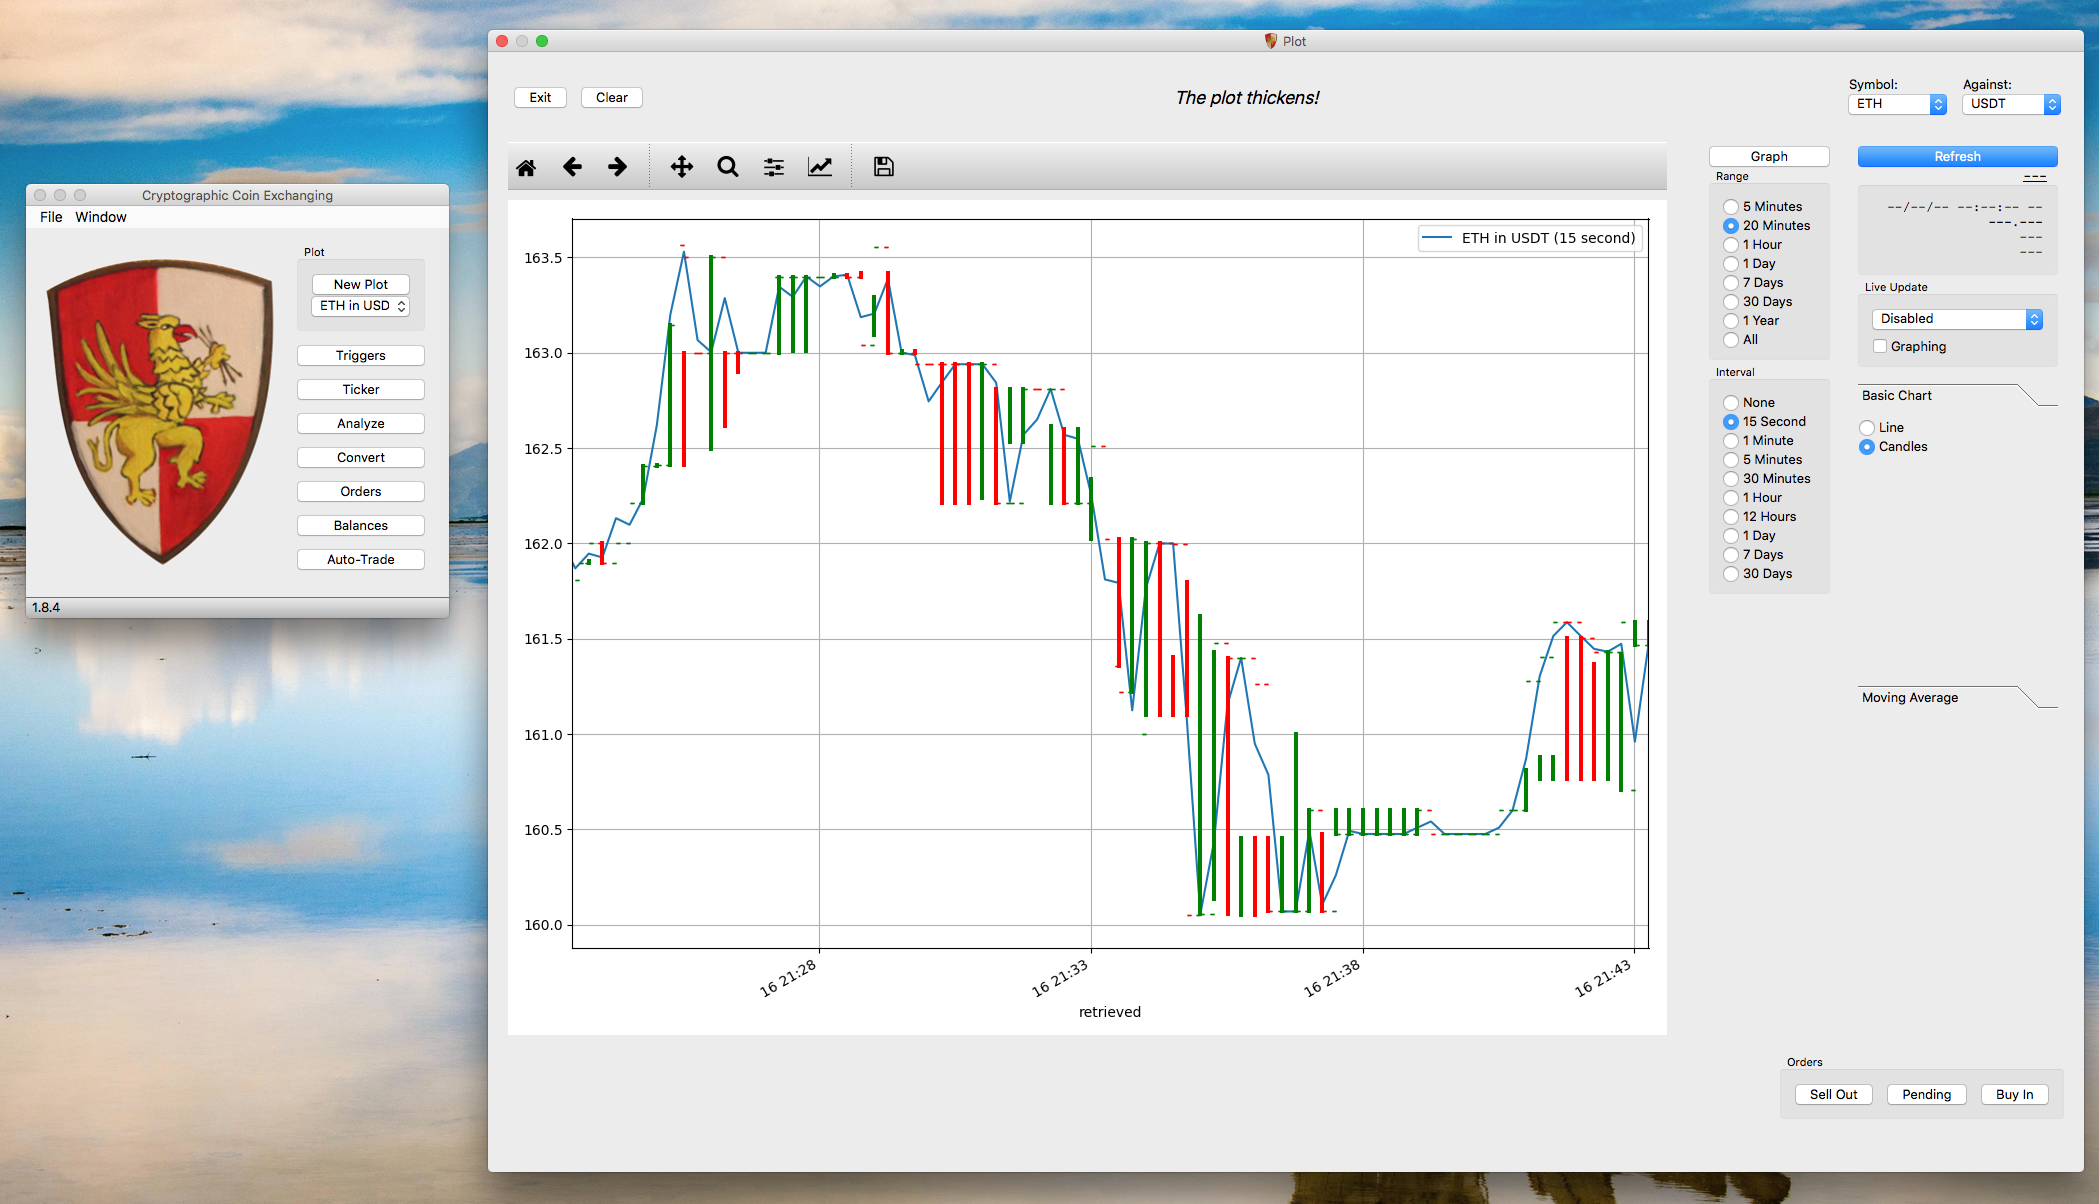 Plot
Exit
Clear
The plot thickens!
Symbol:
Against:
ETH
USDT
Graph
Refresh
Range
---
5 Minutes
20 Minutes
1 Hour
1 Day
7 Days
30 Days
1 Year
All
--/--/-- --:--:-- --
---.---
---
---
Live Update
Disabled
Graphing
Interval
None
15 Second
1 Minute
5 Minutes
30 Minutes
1 Hour
12 Hours
1 Day
7 Days
30 Days
Basic Chart
Line
Candles
Moving Average
ETH in USDT (15 second)
163.5
163.0
162.5
162.0
161.5
161.0
160.5
160.0
16 21:28
16 21:33
16 21:38
16 21:43
retrieved
Orders
Sell Out
Pending
Buy In
Cryptographic Coin Exchanging
File
Window
Plot
New Plot
ETH in USD
Triggers
Ticker
Analyze
Convert
Orders
Balances
Auto-Trade
1.8.4